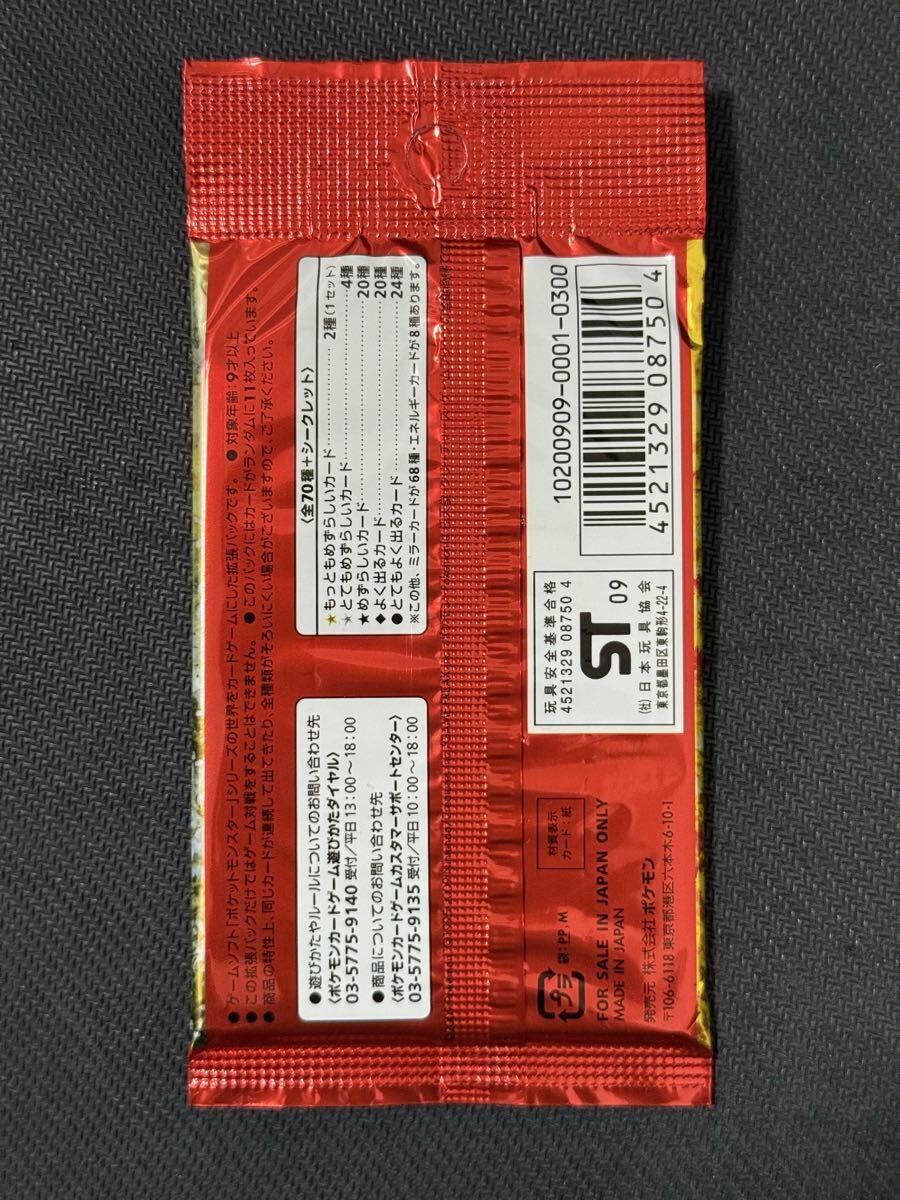 ●ゲームソフト「ポケットモンスター」シリーズの世界をカードゲームにした拡張パックです。 ●対象年齢：9才以上
●この拡張パックだけではゲーム対戦をすることはできません。 ●このパックにはカードがランダムに11枚入っています。
●商品の特性上、同じカードが連続して出てきたり、全種類がそろいにくい場合がございますので、ご了承ください。
●遊びかたやルールについてのお問い合わせ先
〈ポケモンカードゲーム遊びかたダイヤル〉
03-5775-9140 受付／平日13：00～18：00
●商品についてのお問い合わせ先
〈ポケモンカードゲームカスタマーサポートセンター〉
03-5775-9135 受付／平日10：00～18：00
〈全70種＋シークレット〉
★もっともめずらしいカード……………2種（1セット）
★とてもめずらしいカード……………4種
★めずらしいカード……………20種
◆よく出るカード……………20種
●とてもよく出るカード……………24種
※この他、ミラーカードが68種・エネルギーカードが8種あります。
プラ
袋：PP,M
材質表示
カード：紙
FOR SALE IN JAPAN ONLY
MADE IN JAPAN
発売元 株式会社ポケモン
〒106-6118 東京都港区六本木6-10-1
玩具安全基準合格
4521329 08750 4
ST 09
（社）日本玩具協会
東京都墨田区東駒形4-22-4
10200909-0001-0300
4521329087504